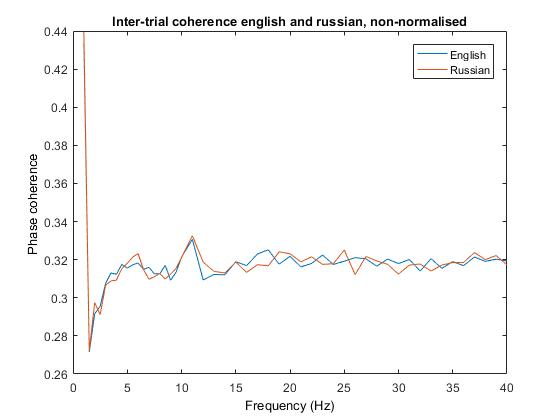 Inter-trial coherence english and russian, non-normalised
English
Russian
Phase coherence
0.44
0.42
0.4
0.38
0.36
0.34
0.32
0.3
0.28
0.26
0 5 10 15 20 25 30 35 40
Frequency (Hz)